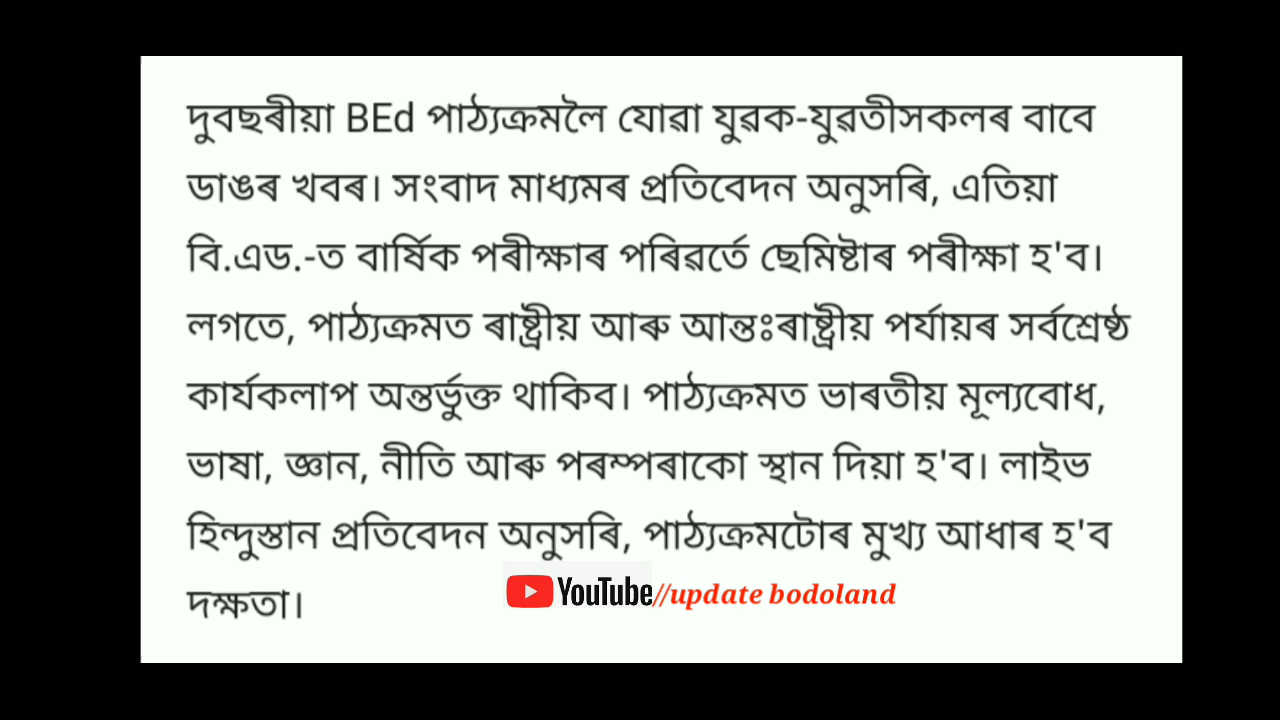 দুবছৰীয়া BEd পাঠ্যক্ৰমলৈ যোৱা যুৱক-যুৱতীসকলৰ বাবে
ডাঙৰ খবৰ। সংবাদ মাধ্যমৰ প্ৰতিবেদন অনুসৰি, এতিয়া
বি.এড.-ত বাৰ্ষিক পৰীক্ষাৰ পৰিৱৰ্তে ছেমিষ্টাৰ পৰীক্ষা হ'ব।
লগতে, পাঠ্যক্ৰমত ৰাষ্ট্ৰীয় আৰু আন্তঃৰাষ্ট্ৰীয় পৰ্যায়ৰ সৰ্বশ্ৰেষ্ঠ
কাৰ্যকলাপ অন্তৰ্ভুক্ত থাকিব। পাঠ্যক্ৰমত ভাৰতীয় মূল্যবোধ,
ভাষা, জ্ঞান, নীতি আৰু পৰম্পৰাকো স্থান দিয়া হ'ব। লাইভ
হিন্দুস্তান প্ৰতিবেদন অনুসৰি, পাঠ্যক্ৰমটোৰ মুখ্য আধাৰ হ'ব
দক্ষতা।
YouTube//update bodoland